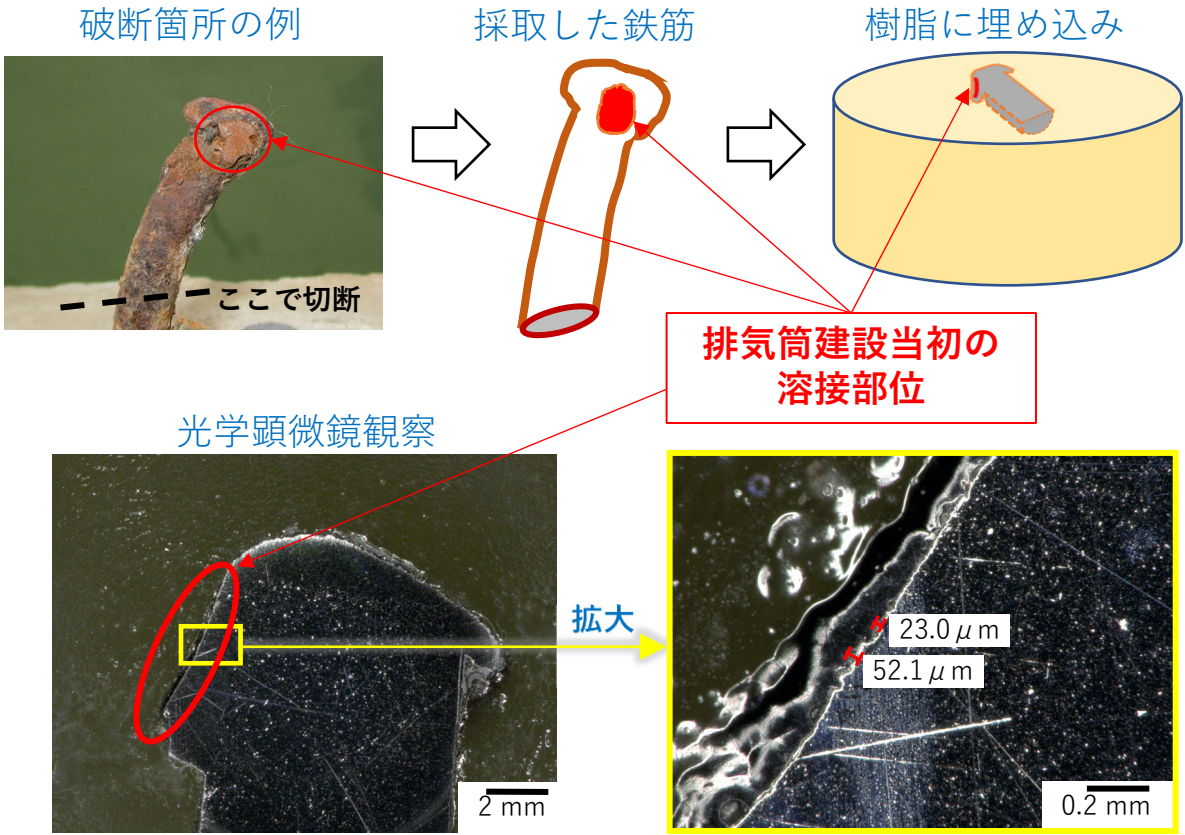 破断箇所の例
採取した鉄筋
樹脂に埋め込み
ここで切断
排気筒建設当初の
溶接部位
光学顕微鏡観察
拡大
23.0μm
52.1μm
2 mm
0.2 mm